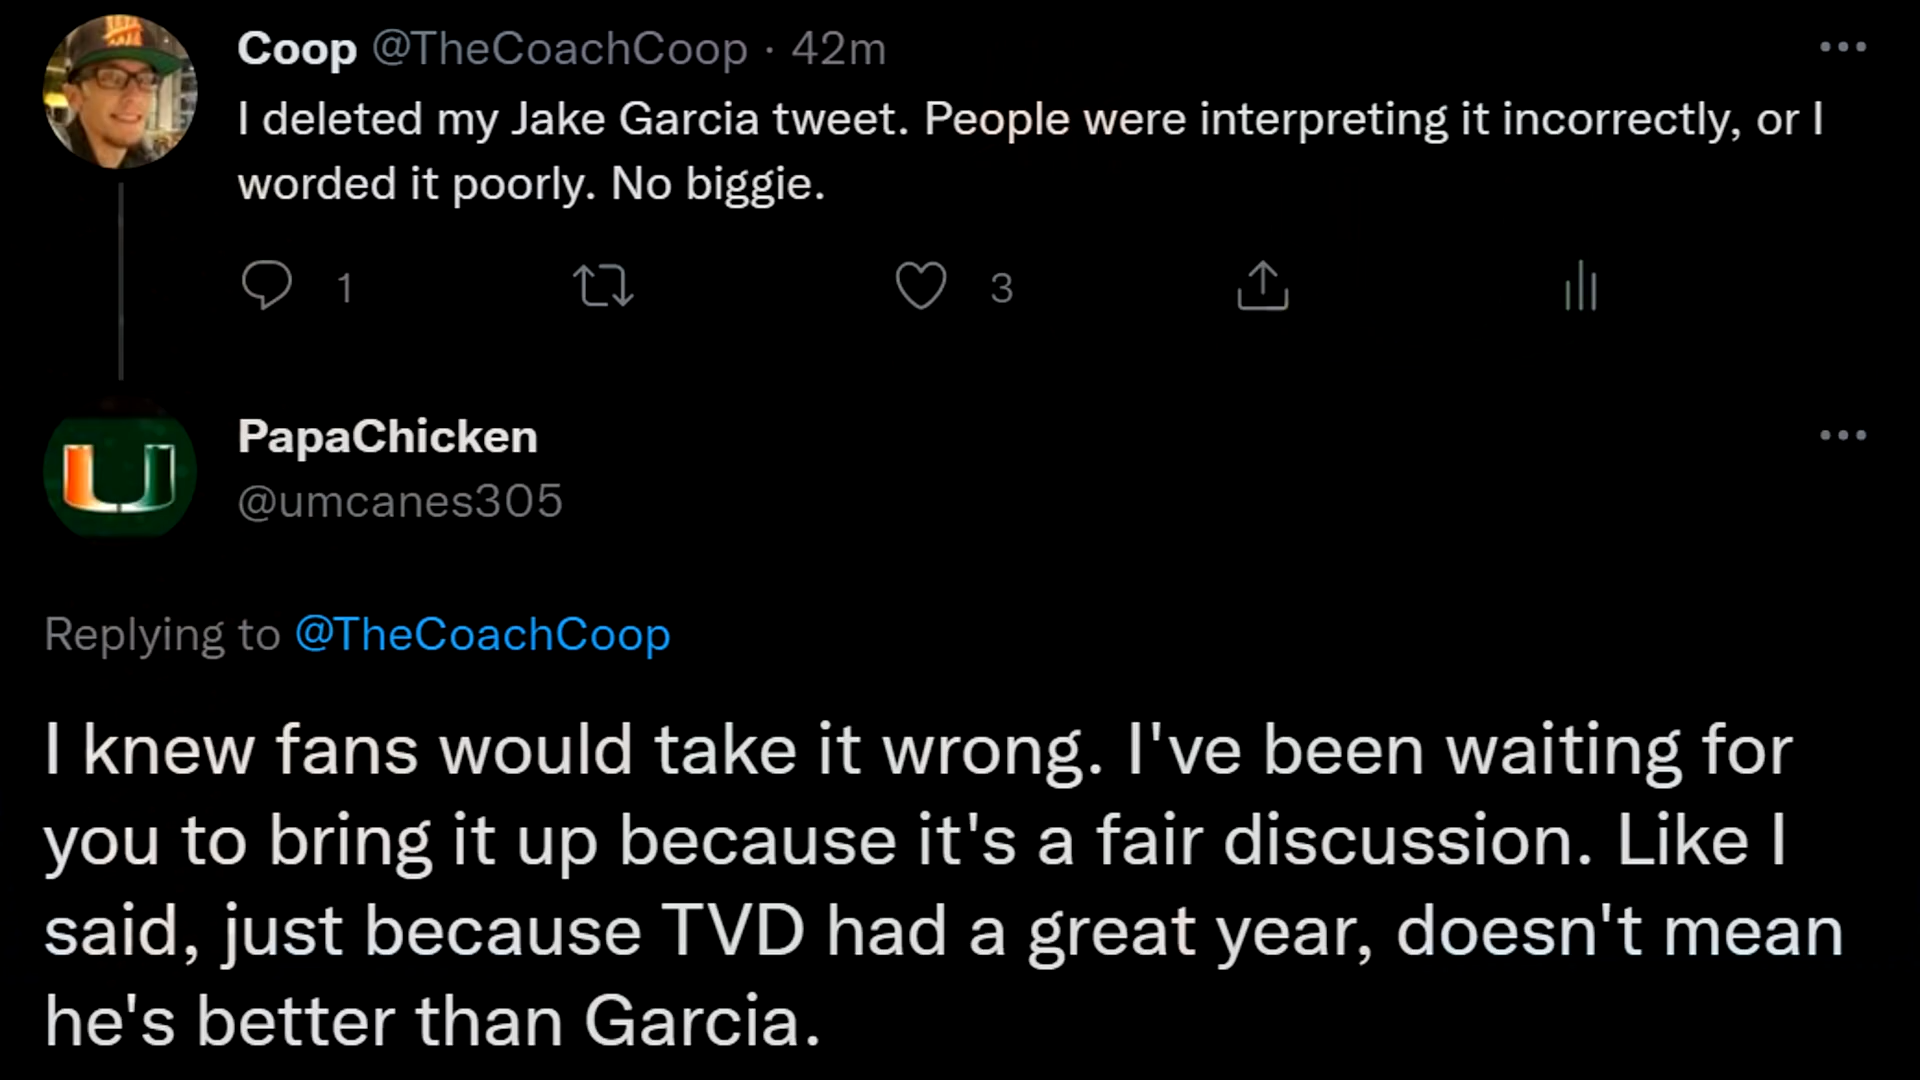 Coop @TheCoachCoop · 42m
I deleted my Jake Garcia tweet. People were interpreting it incorrectly, or I
worded it poorly. No biggie.
1 3
PapaChicken
@umcanes305
Replying to @TheCoachCoop
I knew fans would take it wrong. I've been waiting for
you to bring it up because it's a fair discussion. Like I
said, just because TVD had a great year, doesn't mean
he's better than Garcia.